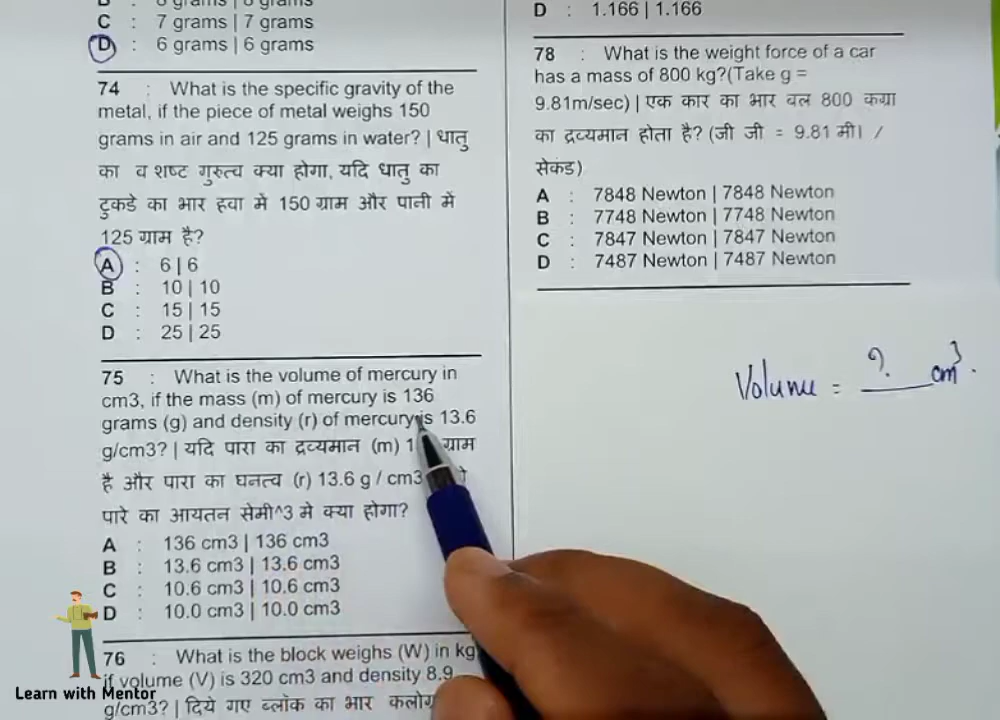 C : 7 grams | 7 grams
D : 6 grams | 6 grams
74 : What is the specific gravity of the
metal, if the piece of metal weighs 150
grams in air and 125 grams in water? | धातु
का व शष्ट गुरुत्व क्या होगा, यदि धातु का
टुकडे का भार हवा में 150 ग्राम और पानी में
125 ग्राम है?
A : 6 | 6
B : 10 | 10
C : 15 | 15
D : 25 | 25
75 : What is the volume of mercury in
cm3, if the mass (m) of mercury is 136
grams (g) and density (r) of mercury is 13.6
g/cm3? | यदि पारा का द्रव्यमान (m) ग्राम
है और पारा का घनत्व (r) 13.6 g / cm3
पारे का आयतन सेमी^3 मे क्या होगा?
A : 136 cm3 | 136 cm3
B : 13.6 cm3 | 13.6 cm3
C : 10.6 cm3 | 10.6 cm3
D : 10.0 cm3 | 10.0 cm3
76 : What is the block weighs (W) in kg
if volume (V) is 320 cm3 and density 8.9
g/cm3? | दिये गए ब्लॉक का भार
Learn with Mentor
D : 1.166 | 1.166
78 : What is the weight force of a car
has a mass of 800 kg?(Take g =
9.81m/sec) | एक कार का भार बल 800 कग्रा
का द्रव्यमान होता है? (जी जी = 9.81 मी। /
सेकंड)
A : 7848 Newton | 7848 Newton
B : 7748 Newton | 7748 Newton
C : 7847 Newton | 7847 Newton
D : 7487 Newton | 7487 Newton
Volume = ? cm³.